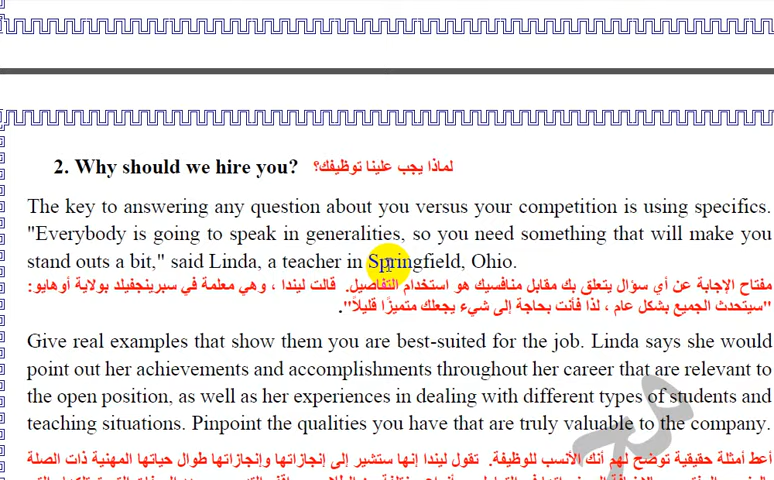 2. Why should we hire you? لماذا يجب علينا توظيفك؟
The key to answering any question about you versus your competition is using specifics.
"Everybody is going to speak in generalities, so you need something that will make you
stand outs a bit," said Linda, a teacher in Springfield, Ohio.
مفتاح الإجابة عن أي سؤال يتعلق بك مقابل منافسيك هو استخدام التفاصيل. قالت ليندا ، وهي معلمة في سبرينجفيلد بولاية أوهايو:
"سيتحدث الجميع بشكل عام ، لذا فأنت بحاجة إلى شيء يجعلك متميزًا قليلاً".
Give real examples that show them you are best-suited for the job. Linda says she would
point out her achievements and accomplishments throughout her career that are relevant to
the open position, as well as her experiences in dealing with different types of students and
teaching situations. Pinpoint the qualities you have that are truly valuable to the company.
أعط أمثلة حقيقية توضح لهم أنك الأنسب للوظيفة. تقول ليندا إنها ستشير إلى إنجازاتها وإنجازاتها طوال حياتها المهنية ذات الصلة